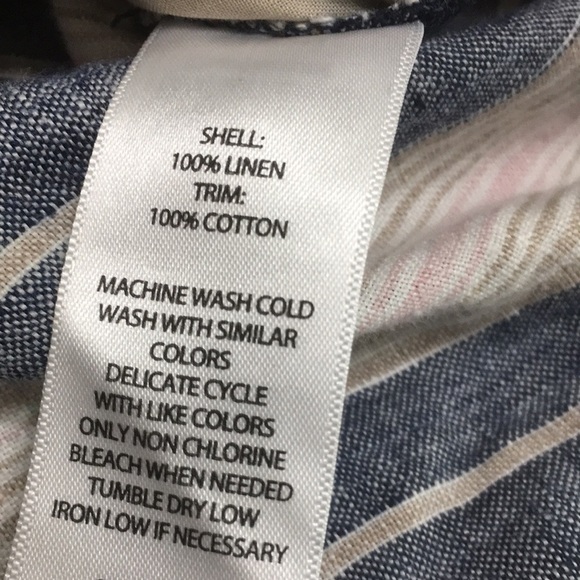 SHELL:
100% LINEN
TRIM:
100% COTTON
MACHINE WASH COLD
WASH WITH SIMILAR
COLORS
DELICATE CYCLE
WITH LIKE COLORS
ONLY NON CHLORINE
BLEACH WHEN NEEDED
TUMBLE DRY LOW
IRON LOW IF NECESSARY